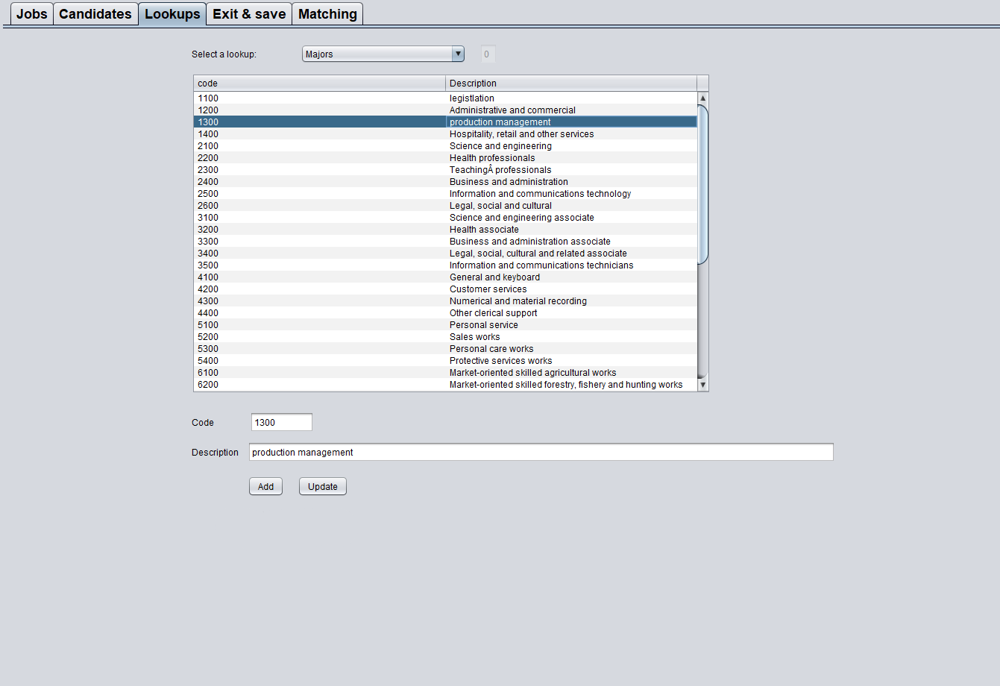 Jobs Candidates Lookups Exit & save Matching
Select a lookup: Majors 0
code Description
1100 legistlation
1200 Administrative and commercial
1300 production management
1400 Hospitality, retail and other services
2100 Science and engineering
2200 Health professionals
2300 TeachingÂ professionals
2400 Business and administration
2500 Information and communications technology
2600 Legal, social and cultural
3100 Science and engineering associate
3200 Health associate
3300 Business and administration associate
3400 Legal, social, cultural and related associate
3500 Information and communications technicians
4100 General and keyboard
4200 Customer services
4300 Numerical and material recording
4400 Other clerical support
5100 Personal service
5200 Sales works
5300 Personal care works
5400 Protective services works
6100 Market-oriented skilled agricultural works
6200 Market-oriented skilled forestry, fishery and hunting works
Code 1300
Description production management
Add Update